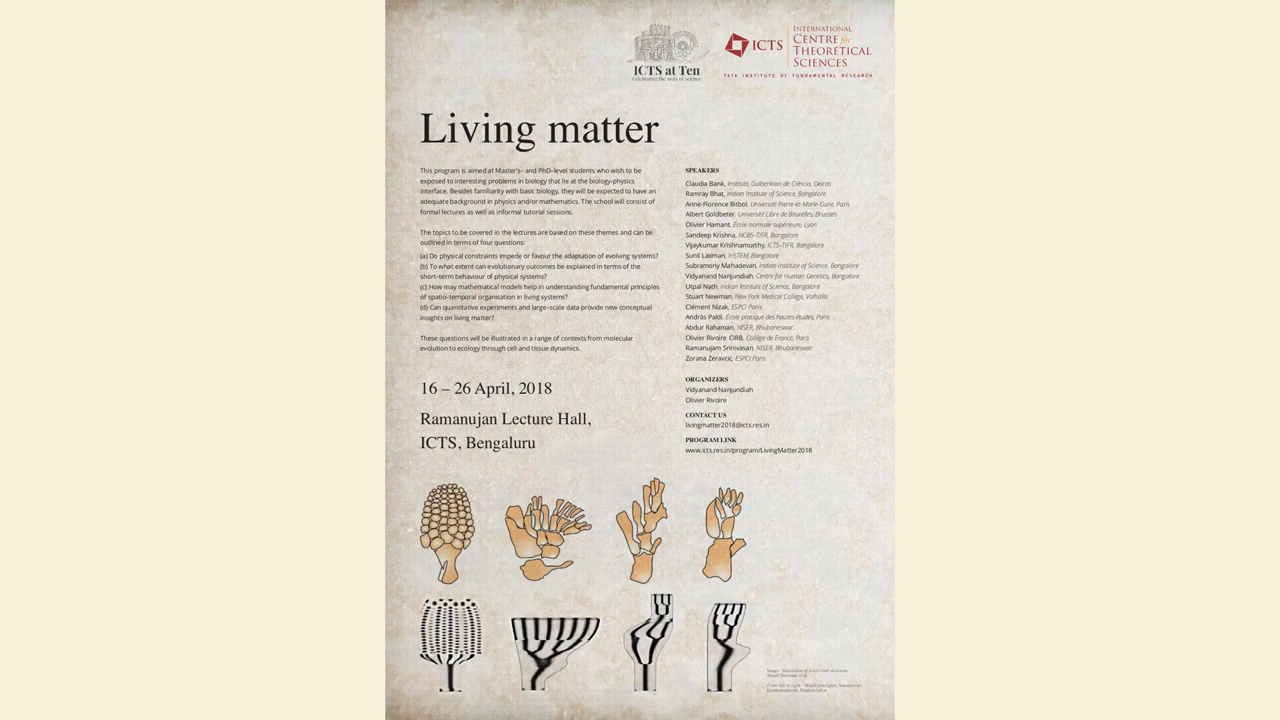 ICTS at Ten
Celebrating the unity of Science
ICTS
INTERNATIONAL
CENTRE for
THEORETICAL
SCIENCES
TATA INSTITUTE OF FUNDAMENTAL RESEARCH
Living matter
This program is aimed at Master's- and PhD-level students who wish to be
exposed to interesting problems in biology that lie at the biology-physics
interface. Besides familiarity with basic biology, they will be expected to have an
adequate background in physics and/or mathematics. The school will consist of
formal lectures as well as informal tutorial sessions.
The topics to be covered in the lectures are based on these themes and can be
outlined in terms of four questions:
(a) Do physical constraints impede or favour the adaptation of evolving systems?
(b) To what extent can evolutionary outcomes be explained in terms of the
short-term behaviour of physical systems?
(c) How may mathematical models help in understanding fundamental principles
of spatio-temporal organisation in living systems?
(d) Can quantitative experiments and large-scale data provide new conceptual
insights on living matter?
These questions will be illustrated in a range of contexts from molecular
evolution to ecology through cell and tissue dynamics.
16 – 26 April, 2018
Ramanujan Lecture Hall,
ICTS, Bengaluru
SPEAKERS
Claudia Bank, Instituto Gulbenkian de Ciência, Oeiras
Ramray Bhat, Indian Institute of Science, Bangalore
Anne-Florence Bitbol, Université Pierre-et-Marie-Curie, Paris
Albert Goldbeter, Université Libre de Bruxelles, Brussels
Olivier Hamant, École normale supérieure, Lyon
Sandeep Krishna, NCBS-TIFR, Bangalore
Vijaykumar Krishnamurthy, ICTS-TIFR, Bangalore
Sunil Laxman, InSTEM, Bangalore
Subramony Mahadevan, Indian Institute of Science, Bangalore
Vidyanand Nanjundiah, Centre for Human Genetics, Bangalore
Utpal Nath, Indian Institute of Science, Bangalore
Stuart Newman, New York Medical College, Valhalla
Clément Nizak, ESPCI Paris
Andràs Paldi, École pratique des hautes études, Paris
Abdur Rahaman, NISER, Bhubaneswar
Olivier Rivoire, CIRB, Collège de France, Paris
Ramanujam Srinivasan, NISER, Bhubaneswar
Zorana Zeravcic, ESPCI Paris
ORGANIZERS
Vidyanand Nanjundiah
Olivier Rivoire
CONTACT US
livingmatter2018@icts.res.in
PROGRAM LINK
www.icts.res.in/program/LivingMatter2018
Stuart Newman et al.